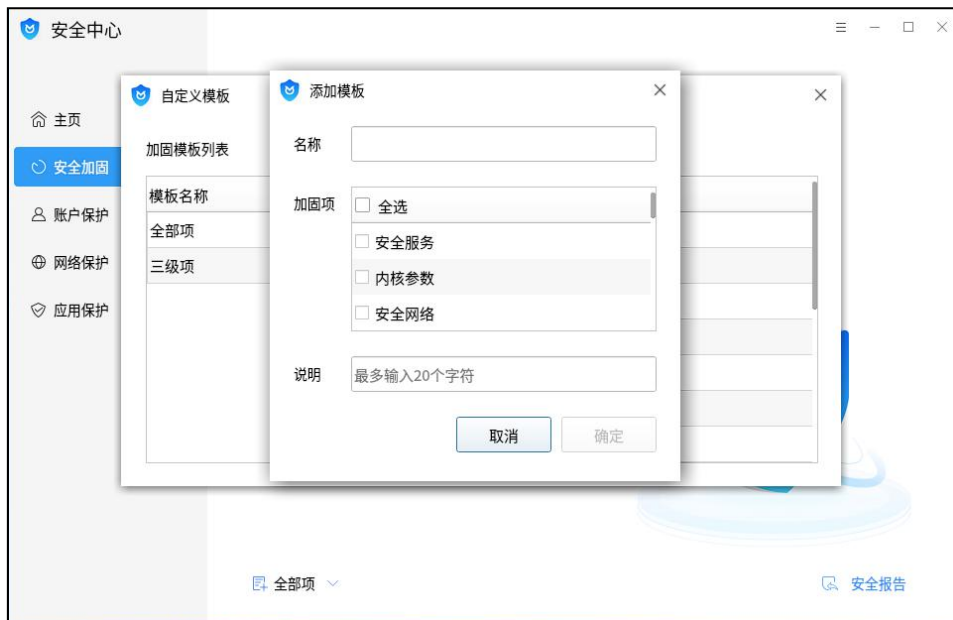 安全中心
主页
安全加固
账户保护
网络保护
应用保护
自定义模板
加固模板列表
模板名称
全部项
三级项
添加模板
名称
加固项
全选
安全服务
内核参数
安全网络
说明
最多输入20个字符
取消
确定
全部项
安全报告